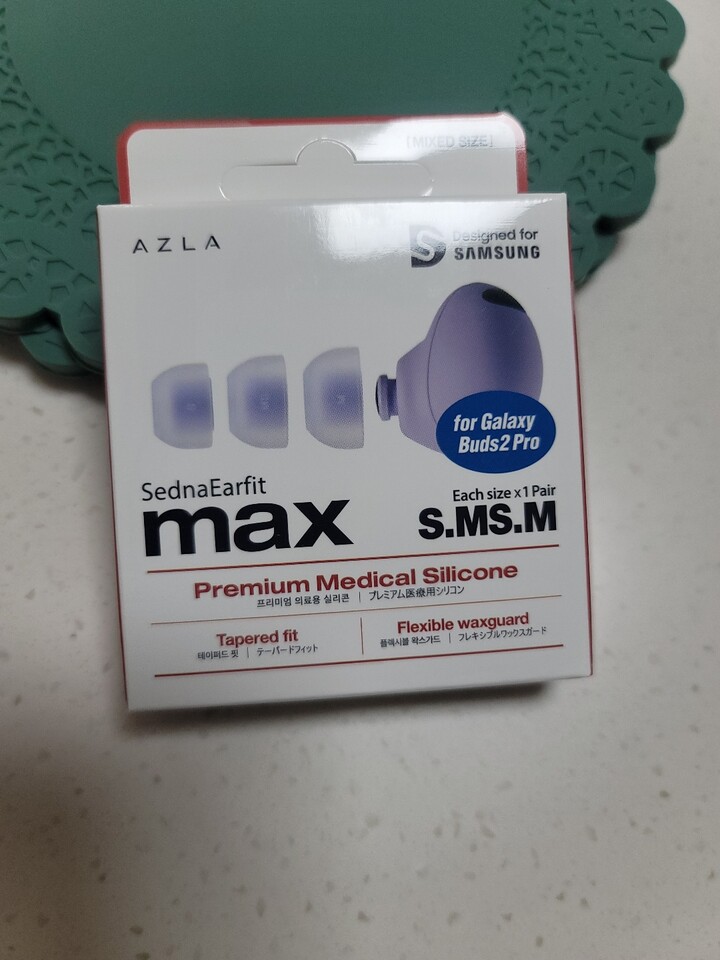 [MIXED SIZE]
AZLA
Designed for
SAMSUNG
for Galaxy
Buds2 Pro
SednaEarfit
max
Each size x 1 Pair
S.MS.M
Premium Medical Silicone
프리미엄 의료용 실리콘 | プレミアム医療用シリコン
Tapered fit
테이퍼드 핏 | テーパードフィット
Flexible waxguard
플렉시블 왁스가드 | フレキシブルワックスガード